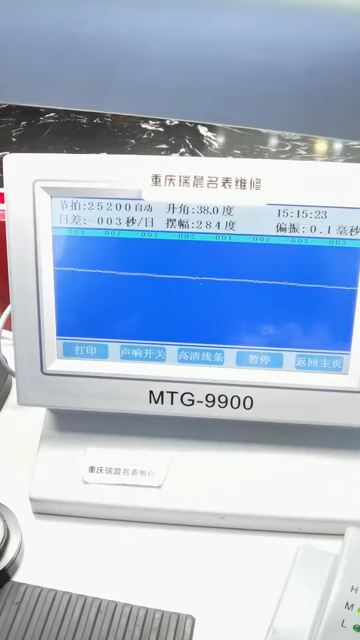 重庆瑞晨名表维修
节拍:25200自动 升角:38.0度 15:15:23
日差:-003秒/日 摆幅:284度 偏振:0.1毫秒
打印 声响开关 高清线条 暂停 返回主页
MTG-9900
重庆瑞晨名表维修
H
M
L